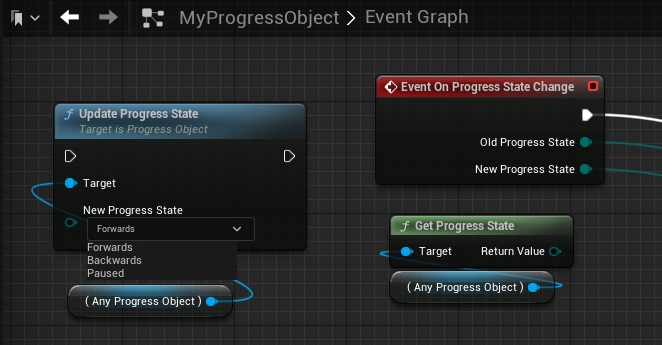 MyProgressObject > Event Graph
Update Progress State
Target is Progress Object
Target
New Progress State
Forwards
Forwards
Backwards
Paused
( Any Progress Object )
Event On Progress State Change
Old Progress State
New Progress State
Get Progress State
Target Return Value
( Any Progress Object )